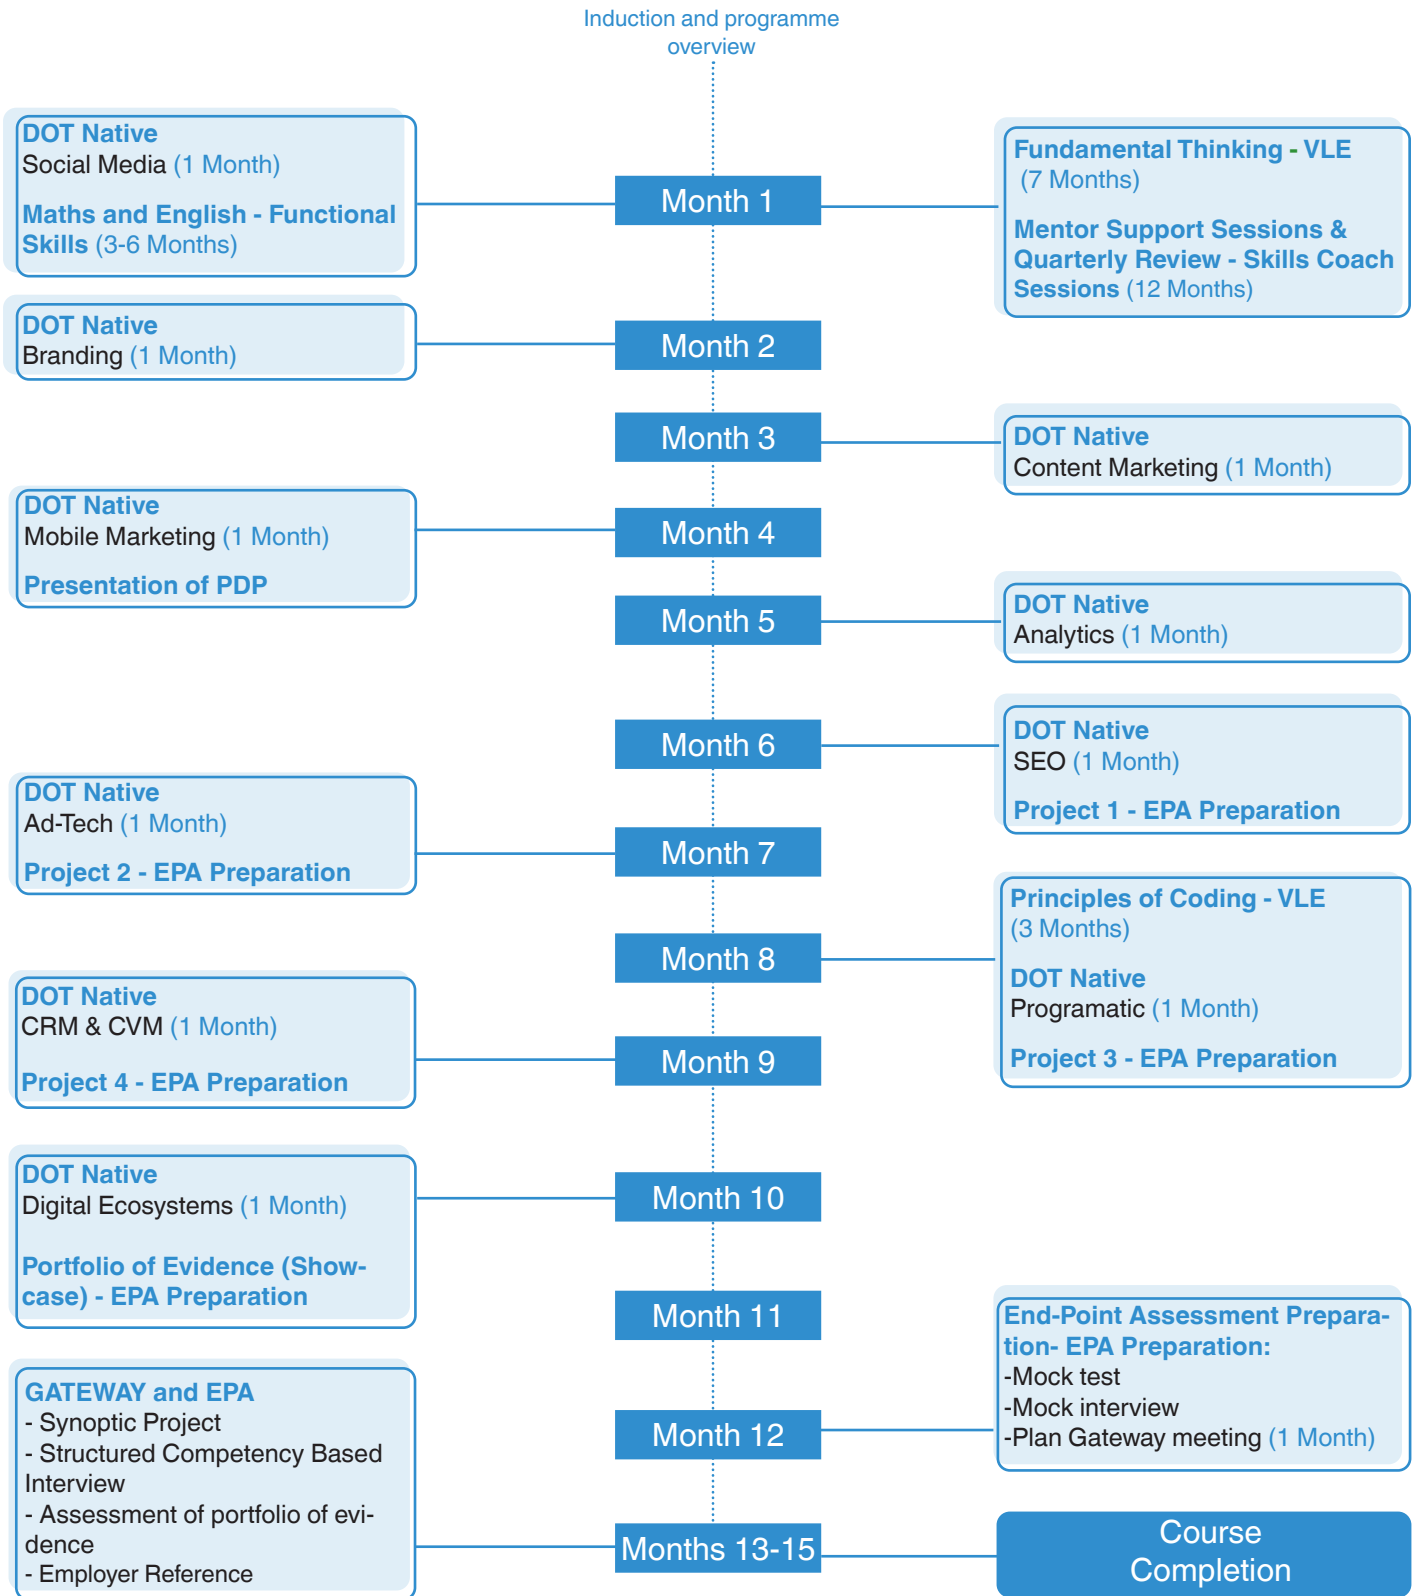 Induction and programme
overview
DOT Native
Social Media (1 Month)
Maths and English - Functional
Skills (3-6 Months)
Month 1
Fundamental Thinking - VLE
(7 Months)
Mentor Support Sessions &
Quarterly Review - Skills Coach
Sessions (12 Months)
DOT Native
Branding (1 Month)
Month 2
Month 3
DOT Native
Content Marketing (1 Month)
DOT Native
Mobile Marketing (1 Month)
Presentation of PDP
Month 4
Month 5
DOT Native
Analytics (1 Month)
Month 6
DOT Native
SEO (1 Month)
Project 1 - EPA Preparation
DOT Native
Ad-Tech (1 Month)
Project 2 - EPA Preparation
Month 7
Month 8
Principles of Coding - VLE
(3 Months)
DOT Native
Programatic (1 Month)
Project 3 - EPA Preparation
DOT Native
CRM & CVM (1 Month)
Project 4 - EPA Preparation
Month 9
DOT Native
Digital Ecosystems (1 Month)
Portfolio of Evidence (Show-
case) - EPA Preparation
Month 10
Month 11
Month 12
End-Point Assessment Prepara-
tion- EPA Preparation:
-Mock test
-Mock interview
-Plan Gateway meeting (1 Month)
GATEWAY and EPA
- Synoptic Project
- Structured Competency Based
Interview
- Assessment of portfolio of evi-
dence
- Employer Reference
Months 13-15
Course
Completion